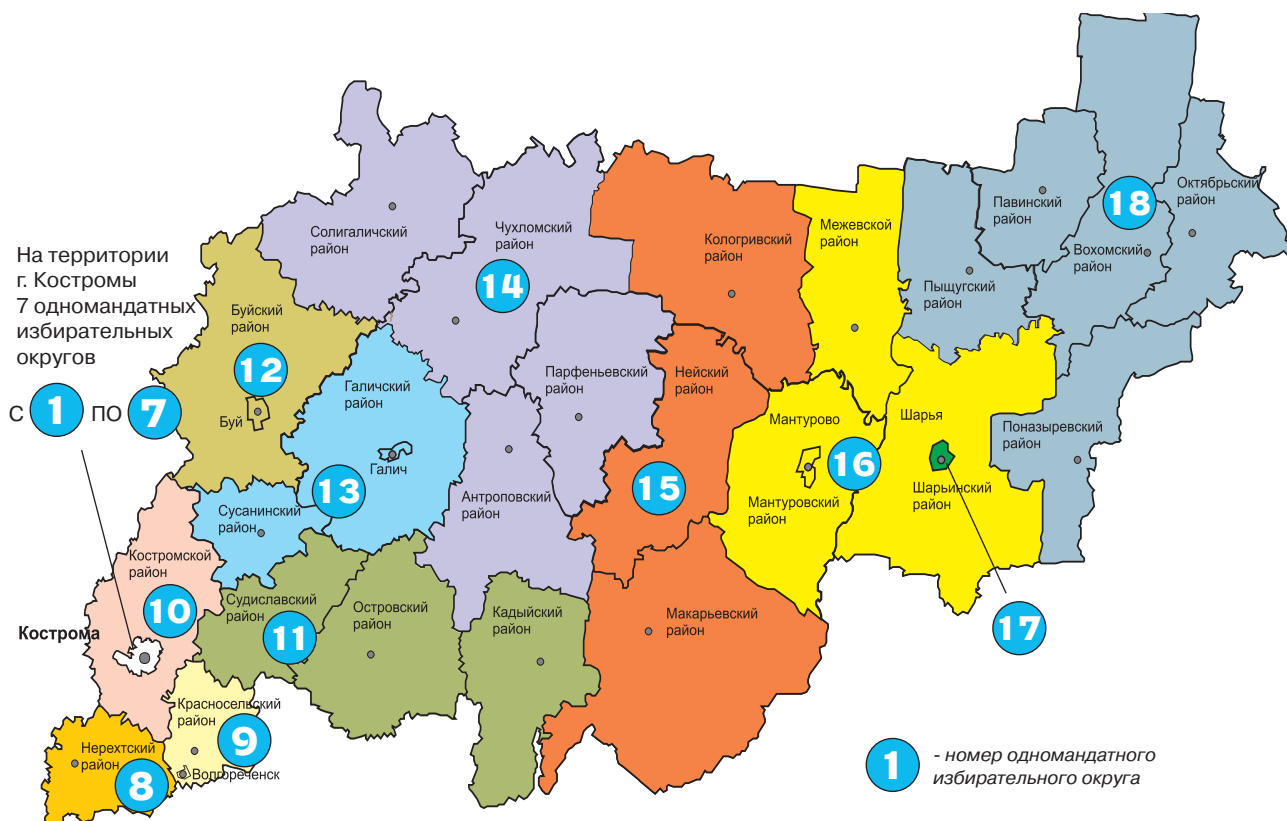 На территории
г. Костромы
7 одномандатных
избирательных
округов
С 1 ПО 7
Солигаличский
район
Чухломский
район
14
Кологривский
район
Межевской
район
Павинский
район
18
Октябрьский
район
Вохомский
район
Пыщугский
район
Буйский
район
12
Буй
Галичский
район
Галич
13
Парфеньевский
район
Нейский
район
15
Мантурово
16
Мантуровский
район
Шарья
Шарьинский
район
Поназыревский
район
17
Антроповский
район
Сусанинский
район
Костромской
район
10
Кострома
Судиславский
район
11
Островский
район
Кадыйский
район
Макарьевский
район
Красносельский
район
9
Волгореченск
Нерехтский
район
8
1 - номер одномандатного
избирательного округа